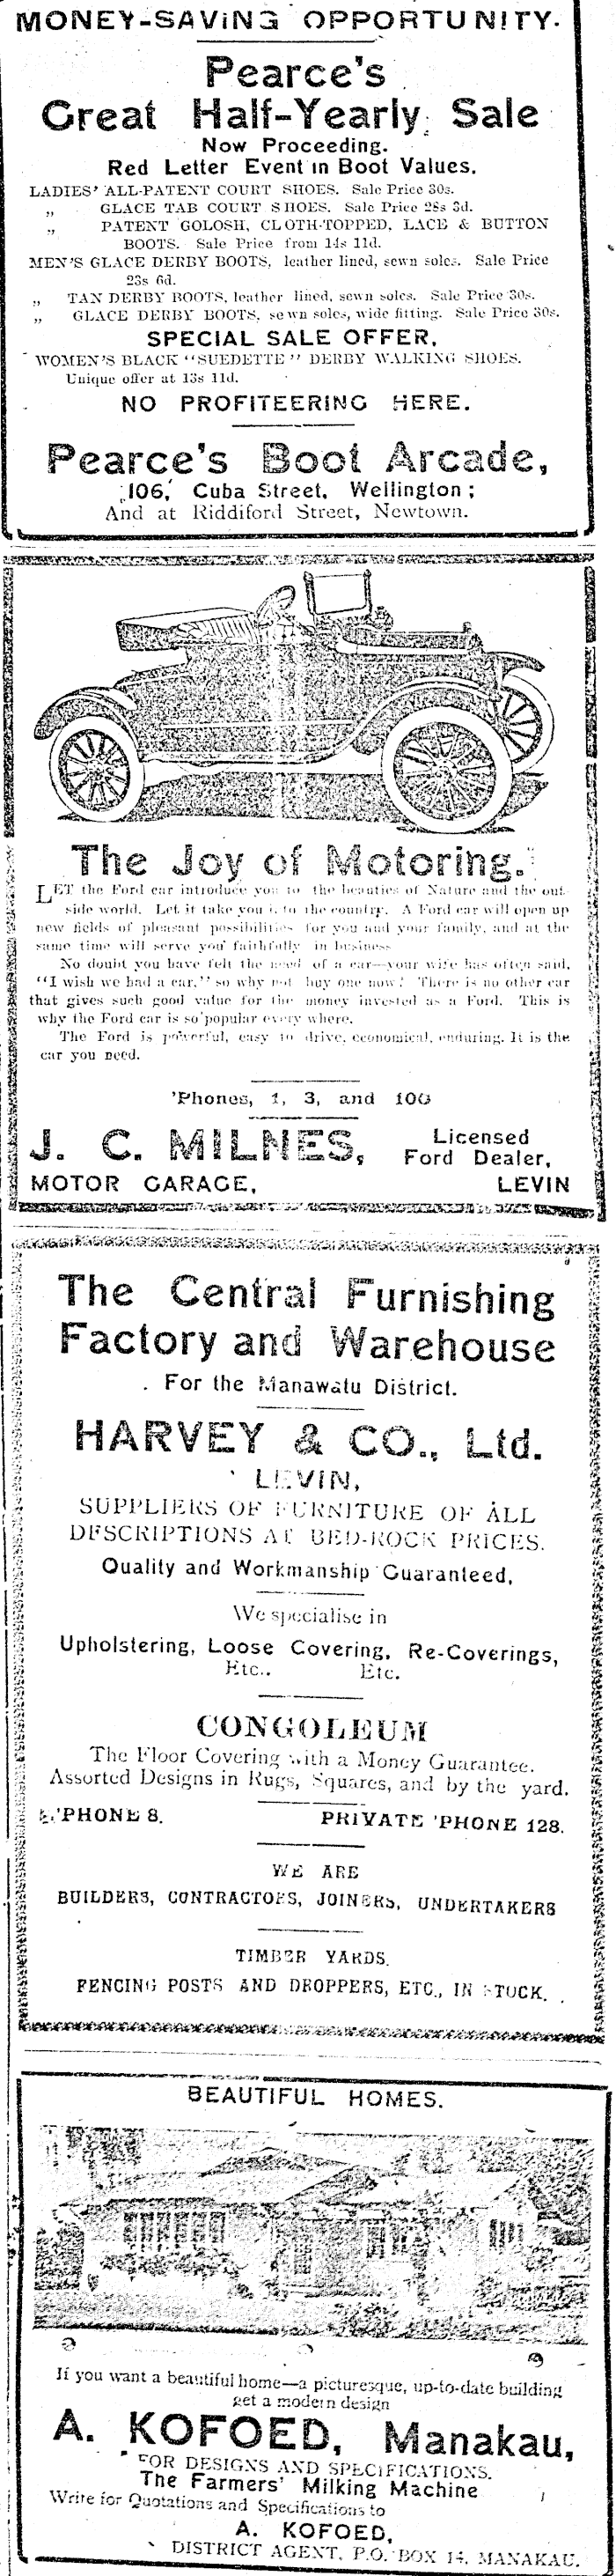 MONEY-SAVING OPPORTUNITY.
Pearce's
Great Half-Yearly Sale
Now Proceeding.
Red Letter Event in Boot Values.
LADIES' ALL-PATENT COURT SHOES. Sale Price 30s.
„ GLACE TAB COURT SHOES. Sale Price 28s 3d.
„ PATENT GOLOSH, CLOTH-TOPPED, LACE & BUTTON
BOOTS. Sale Price from 14s 11d.
MEN'S GLACE DERBY BOOTS, leather lined, sewn soles. Sale Price
23s 6d.
„ TAN DERBY BOOTS, leather lined, sewn soles. Sale Price 30s.
„ GLACE DERBY BOOTS, sewn soles, wide fitting. Sale Price 30s.
SPECIAL SALE OFFER,
WOMEN'S BLACK "SUEDETTE" DERBY WALKING SHOES.
Unique offer at 13s 11d.
NO PROFITEERING HERE.
Pearce's Boot Arcade,
106, Cuba Street, Wellington;
And at Riddiford Street, Newtown.
The Joy of Motoring.
LET the Ford car introduce you to the beauties of Nature and the out-
side world. Let it take you to the country. A Ford car will open up
new fields of pleasant possibilities for you and your family, and at the
same time will serve you faithfully in business
No doubt you have felt the need of a car—your wife has often said,
"I wish we had a car," so why not buy one now? There is no other car
that gives such good value for the money invested as a Ford. This is
why the Ford car is so popular every where.
The Ford is powerful, easy to drive, economical, enduring. It is the
car you need.
'Phones, 1, 3, and 100
J. C. MILNES, Licensed
Ford Dealer,
MOTOR GARAGE, LEVIN
The Central Furnishing
Factory and Warehouse
For the Manawatu District.
HARVEY & CO., Ltd.
LEVIN,
SUPPLIERS OF FURNITURE OF ALL
DESCRIPTIONS AT BED-ROCK PRICES.
Quality and Workmanship Guaranteed,
We specialise in
Upholstering, Loose Covering, Re-Coverings,
Etc.. Etc.
CONGOLEUM
The Floor Covering with a Money Guarantee.
Assorted Designs in Rugs, Squares, and by the yard.
'PHONE 8. PRIVATE 'PHONE 128.
WE ARE
BUILDERS, CONTRACTORS, JOINERS, UNDERTAKERS
TIMBER YARDS.
FENCING POSTS AND DROPPERS, ETC., IN STOCK.
BEAUTIFUL HOMES.
If you want a beautiful home—a picturesque, up-to-date building
get a modern design
A. KOFOED, Manakau,
FOR DESIGNS AND SPECIFICATIONS.
The Farmers' Milking Machine
Write for Quotations and Specifications to
A. KOFOED,
DISTRICT AGENT, P.O. BOX 14, MANAKAU.